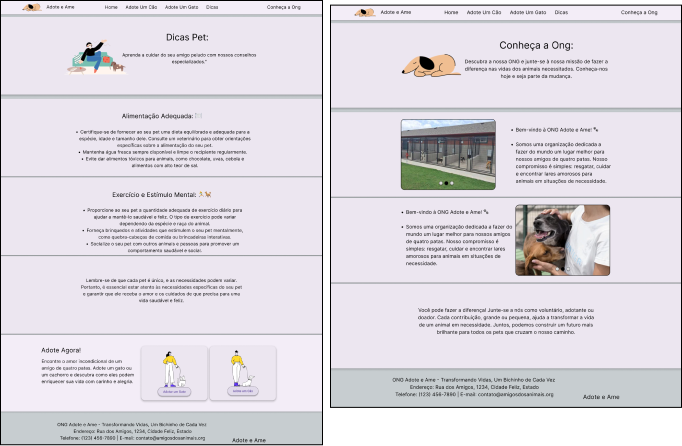 Adote e Ame
Home
Adote Um Cão
Adote Um Gato
Dicas
Conheça a Ong
Dicas Pet:
Aprenda a cuidar do seu amigo peludo com nossos conselhos
especializados."
Alimentação Adequada:
Certifique-se de fornecer ao seu pet uma dieta equilibrada e adequada para a
espécie, idade e tamanho dele. Consulte um veterinário para obter orientações
específicas sobre a alimentação do seu pet.
Mantenha água fresca sempre disponível e limpe o recipiente regularmente.
Evite dar alimentos tóxicos para animais, como chocolate, uvas, cebola e
alimentos com alto teor de sal.
Exercício e Estímulo Mental:
Proporcione ao seu pet a quantidade adequada de exercício diário para
ajudar a mantê-lo saudável e feliz. O tipo de exercício pode variar
dependendo da espécie e raça do animal.
Forneça brinquedos e atividades que estimulem o seu pet mentalmente,
como quebra-cabeças de comida ou brincadeiras interativas.
Socialize o seu pet com outros animais e pessoas para promover um
comportamento saudável e social.
Lembre-se de que cada pet é único, e as necessidades podem variar.
Portanto, é essencial estar atento às necessidades específicas do seu pet
e garantir que ele receba o amor e os cuidados de que precisa para uma
vida saudável e feliz.
Adote Agora!
Encontre o amor incondicional de um
amigo de quatro patas. Adote um gato ou
um cachorro e descubra como eles podem
enriquecer sua vida com carinho e alegria.
ONG Adote e Ame - Transformando Vidas, Um Bichinho de Cada Vez
Endereço: Rua dos Amigos, 1234, Cidade Feliz, Estado
Telefone: (123) 456-7890 | E-mail: contato@amigosdosanimais.org
Adote e Ame
Adote e Ame
Home
Adote Um Cão
Adote Um Gato
Dicas
Conheça a Ong
Conheça a Ong:
Descubra a nossa ONG e junte-se à nossa missão de fazer a
diferença nas vidas dos animais necessitados. Conheça-nos
hoje e seja parte da mudança.
Bem-vindo à ONG Adote e Ame!
Somos uma organização dedicada a
fazer do mundo um lugar melhor para
nossos amigos de quatro patas. Nosso
compromisso é simples: resgatar, cuidar
e encontrar lares amorosos para
animais em situações de necessidade.
Bem-vindo à ONG Adote e Ame!
Somos uma organização dedicada a fazer do
mundo um lugar melhor para nossos amigos
de quatro patas. Nosso compromisso é
simples: resgatar, cuidar e encontrar lares
amorosos para animais em situações de
necessidade.
Você pode fazer a diferença! Junte-se a nós como voluntário, adotante ou
doador. Cada contribuição, grande ou pequena, ajuda a transformar a vida
de um animal em necessidade. Juntos, podemos construir um futuro mais
brilhante para todos os pets que cruzam o nosso caminho.
ONG Adote e Ame - Transformando Vidas, Um Bichinho de Cada Vez
Endereço: Rua dos Amigos, 1234, Cidade Feliz, Estado
Telefone: (123) 456-7890 | E-mail: contato@amigosdosanimais.org
Adote e Ame